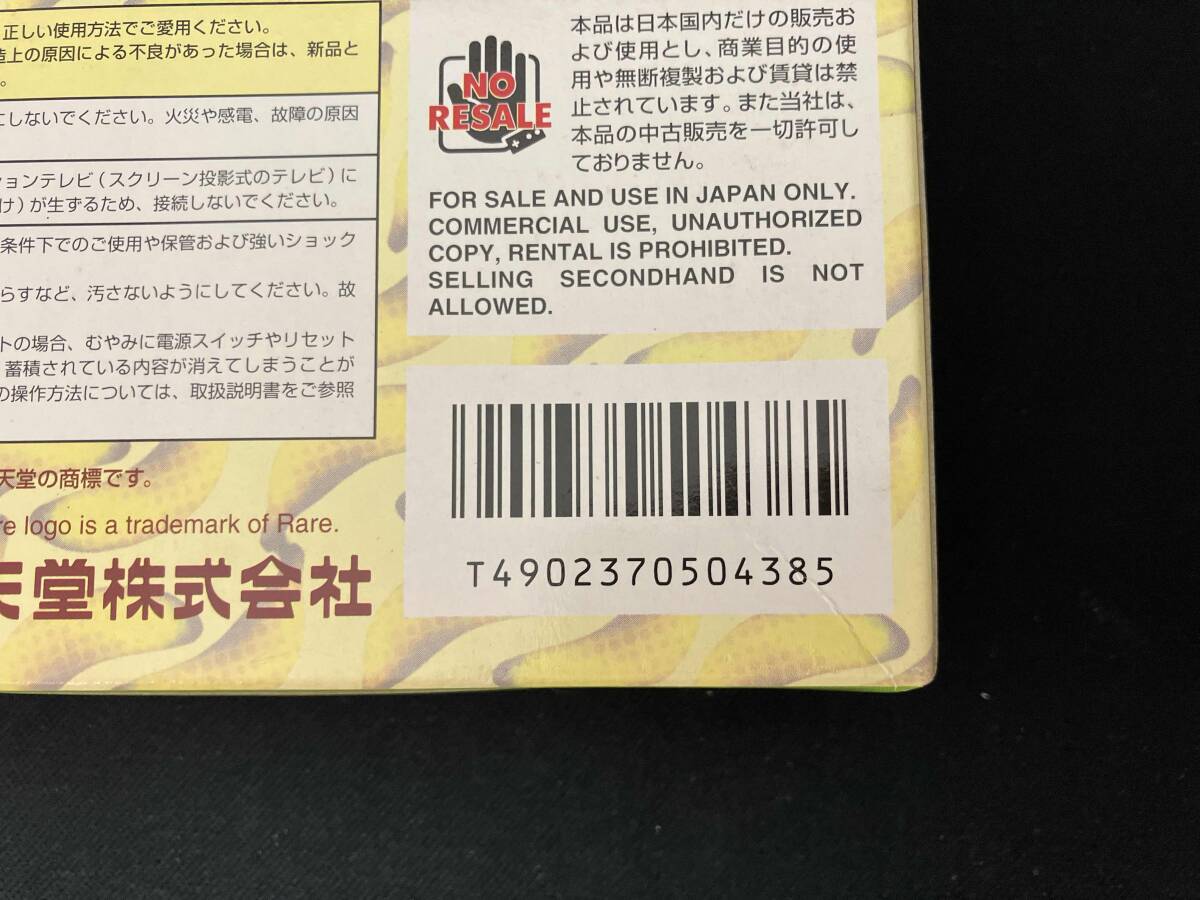 正しい使用方法でご愛用ください。
造上の原因による不良があった場合は、新品と
。
にしないでください。火災や感電、故障の原因
ションテレビ(スクリーン投影式のテレビ)に
け)が生ずるため、接続しないでください。
条件下でのご使用や保管および強いショック
らすなど、汚さないようにしてください。故
トの場合、むやみに電源スイッチやリセット
蓄積されている内容が消えてしまうことが
の操作方法については、取扱説明書をご参照
天堂の商標です。
re logo is a trademark of Rare.
天堂株式会社
NO
RESALE
本品は日本国内だけの販売お
よび使用とし、商業目的の使
用や無断複製および賃貸は禁
止されています。また当社は、
本品の中古販売を一切許可し
ておりません。
FOR SALE AND USE IN JAPAN ONLY.
COMMERCIAL USE, UNAUTHORIZED
COPY, RENTAL IS PROHIBITED.
SELLING SECONDHAND IS NOT
ALLOWED.
T4902370504385